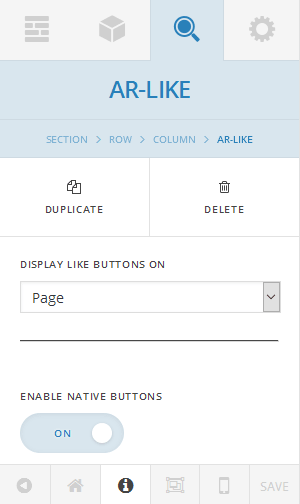 AR-LIKE
SECTION > ROW > COLUMN > AR-LIKE
DUPLICATE DELETE
DISPLAY LIKE BUTTONS ON
Page
ENABLE NATIVE BUTTONS
ON
SAVE